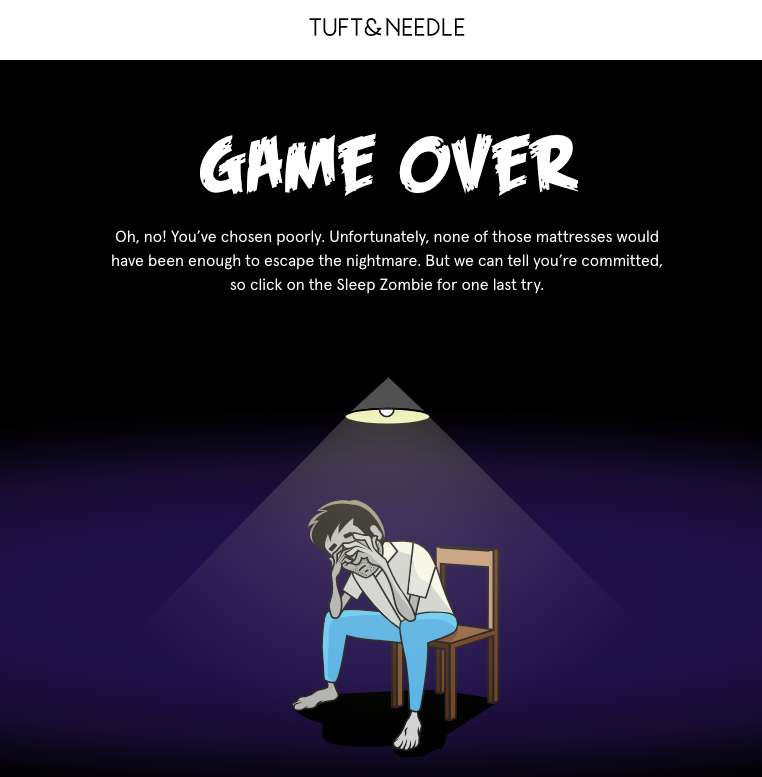 TUFT&NEEDLE
GAME OVER
Oh, no! You’ve chosen poorly. Unfortunately, none of those mattresses would
have been enough to escape the nightmare. But we can tell you’re committed,
so click on the Sleep Zombie for one last try.